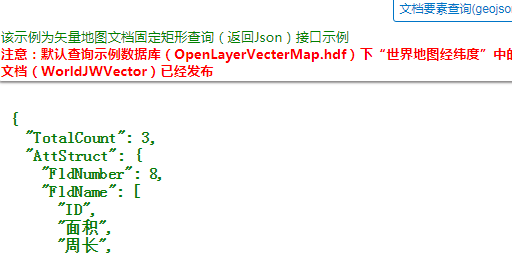 文档要素查询(geojso
该示例为矢量地图文档固定矩形查询（返回Json）接口示例
注意：默认查询示例数据库（OpenLayerVecterMap.hdf）下“世界地图经纬度”中的
文档（WorldJWVector）已经发布
{
"TotalCount": 3,
"AttStruct": {
"FldNumber": 8,
"FldName": [
"ID",
"面积",
"周长",